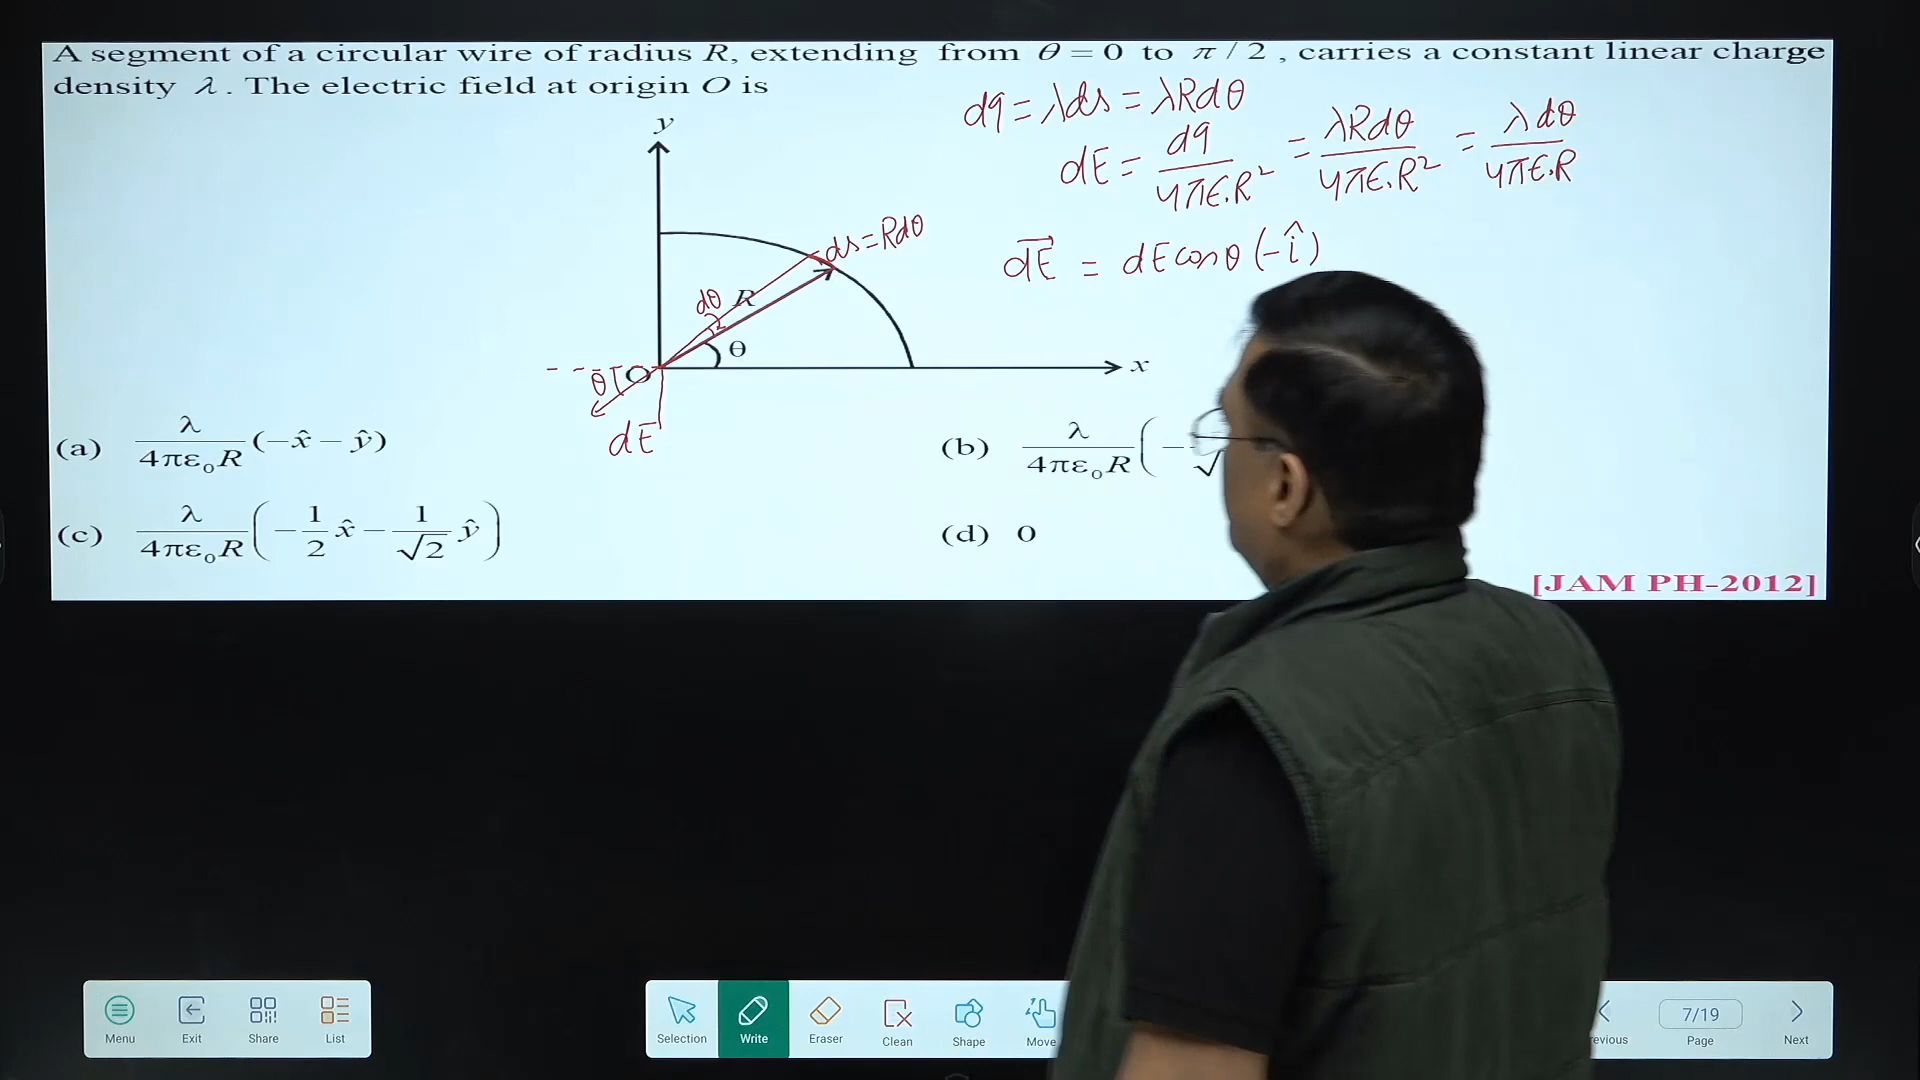 A segment of a circular wire of radius R, extending from θ = 0 to π / 2 , carries a constant linear charge
density λ . The electric field at origin O is
dq = λds = λRdθ
dE = dq/4πε₀R² = λRdθ/4πε₀R² = λdθ/4πε₀R
dE⃗ = dE cosθ (-î)
y
ds = Rdθ
dθ R
θ
x
θ O
dE
(a) λ/4πε₀R (−x̂ − ŷ)
(b) λ/4πε₀R ( − √
(c) λ/4πε₀R ( − 1/2 x̂ − 1/√2 ŷ )
(d) 0
[JAM PH-2012]
Menu Exit Share List
Selection Write Eraser Clean Shape Move
7/19
Page Next